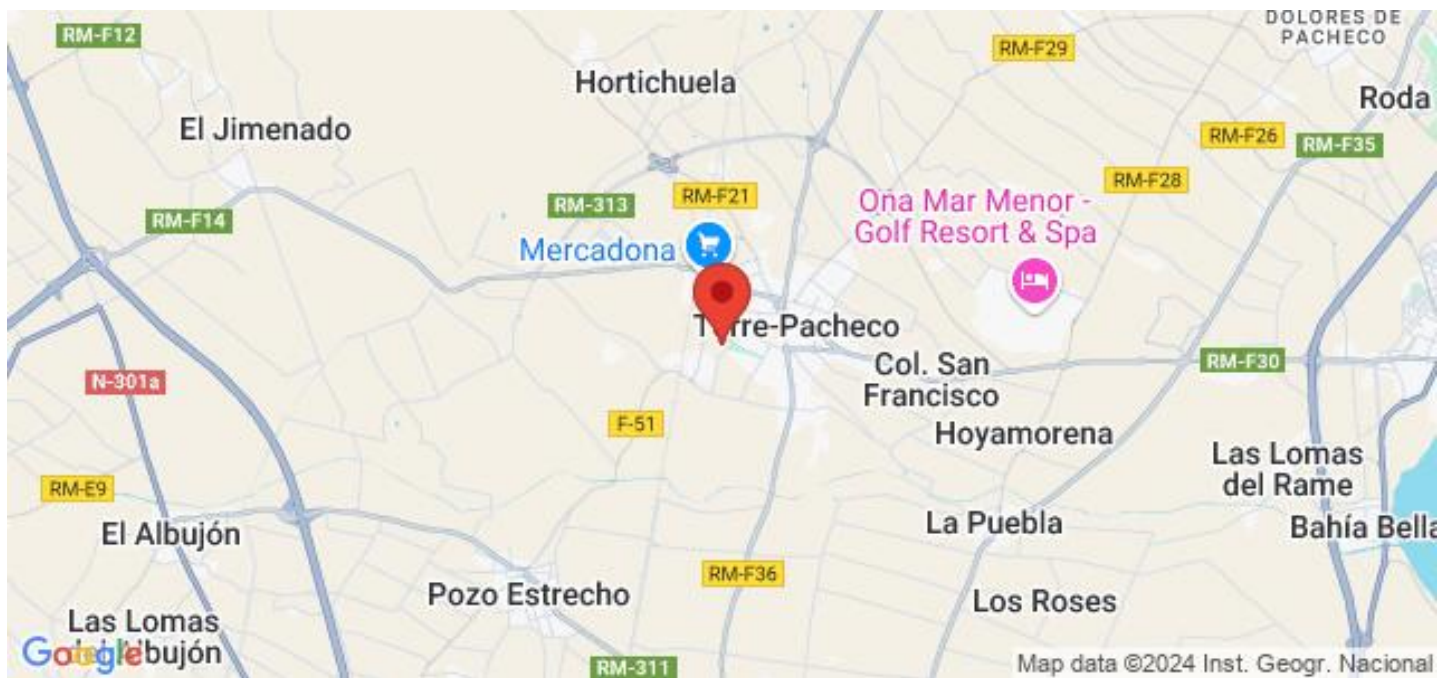 DOLORES DE
PACHECO
RM-F12
RM-F29
Hortichuela
Roda
El Jimenado
RM-F26
RM-F35
RM-F28
RM-F21
RM-313
Oña Mar Menor -
Golf Resort & Spa
RM-F14
Mercadona
Torre-Pacheco
Col. San
Francisco
RM-F30
N-301a
F-51
Hoyamorena
Las Lomas
del Rame
RM-E9
El Albujón
La Puebla
Bahía Bella
RM-F36
Pozo Estrecho
Los Roses
Las Lomas
del Albujón
Google
RM-311
Map data ©2024 Inst. Geogr. Nacional